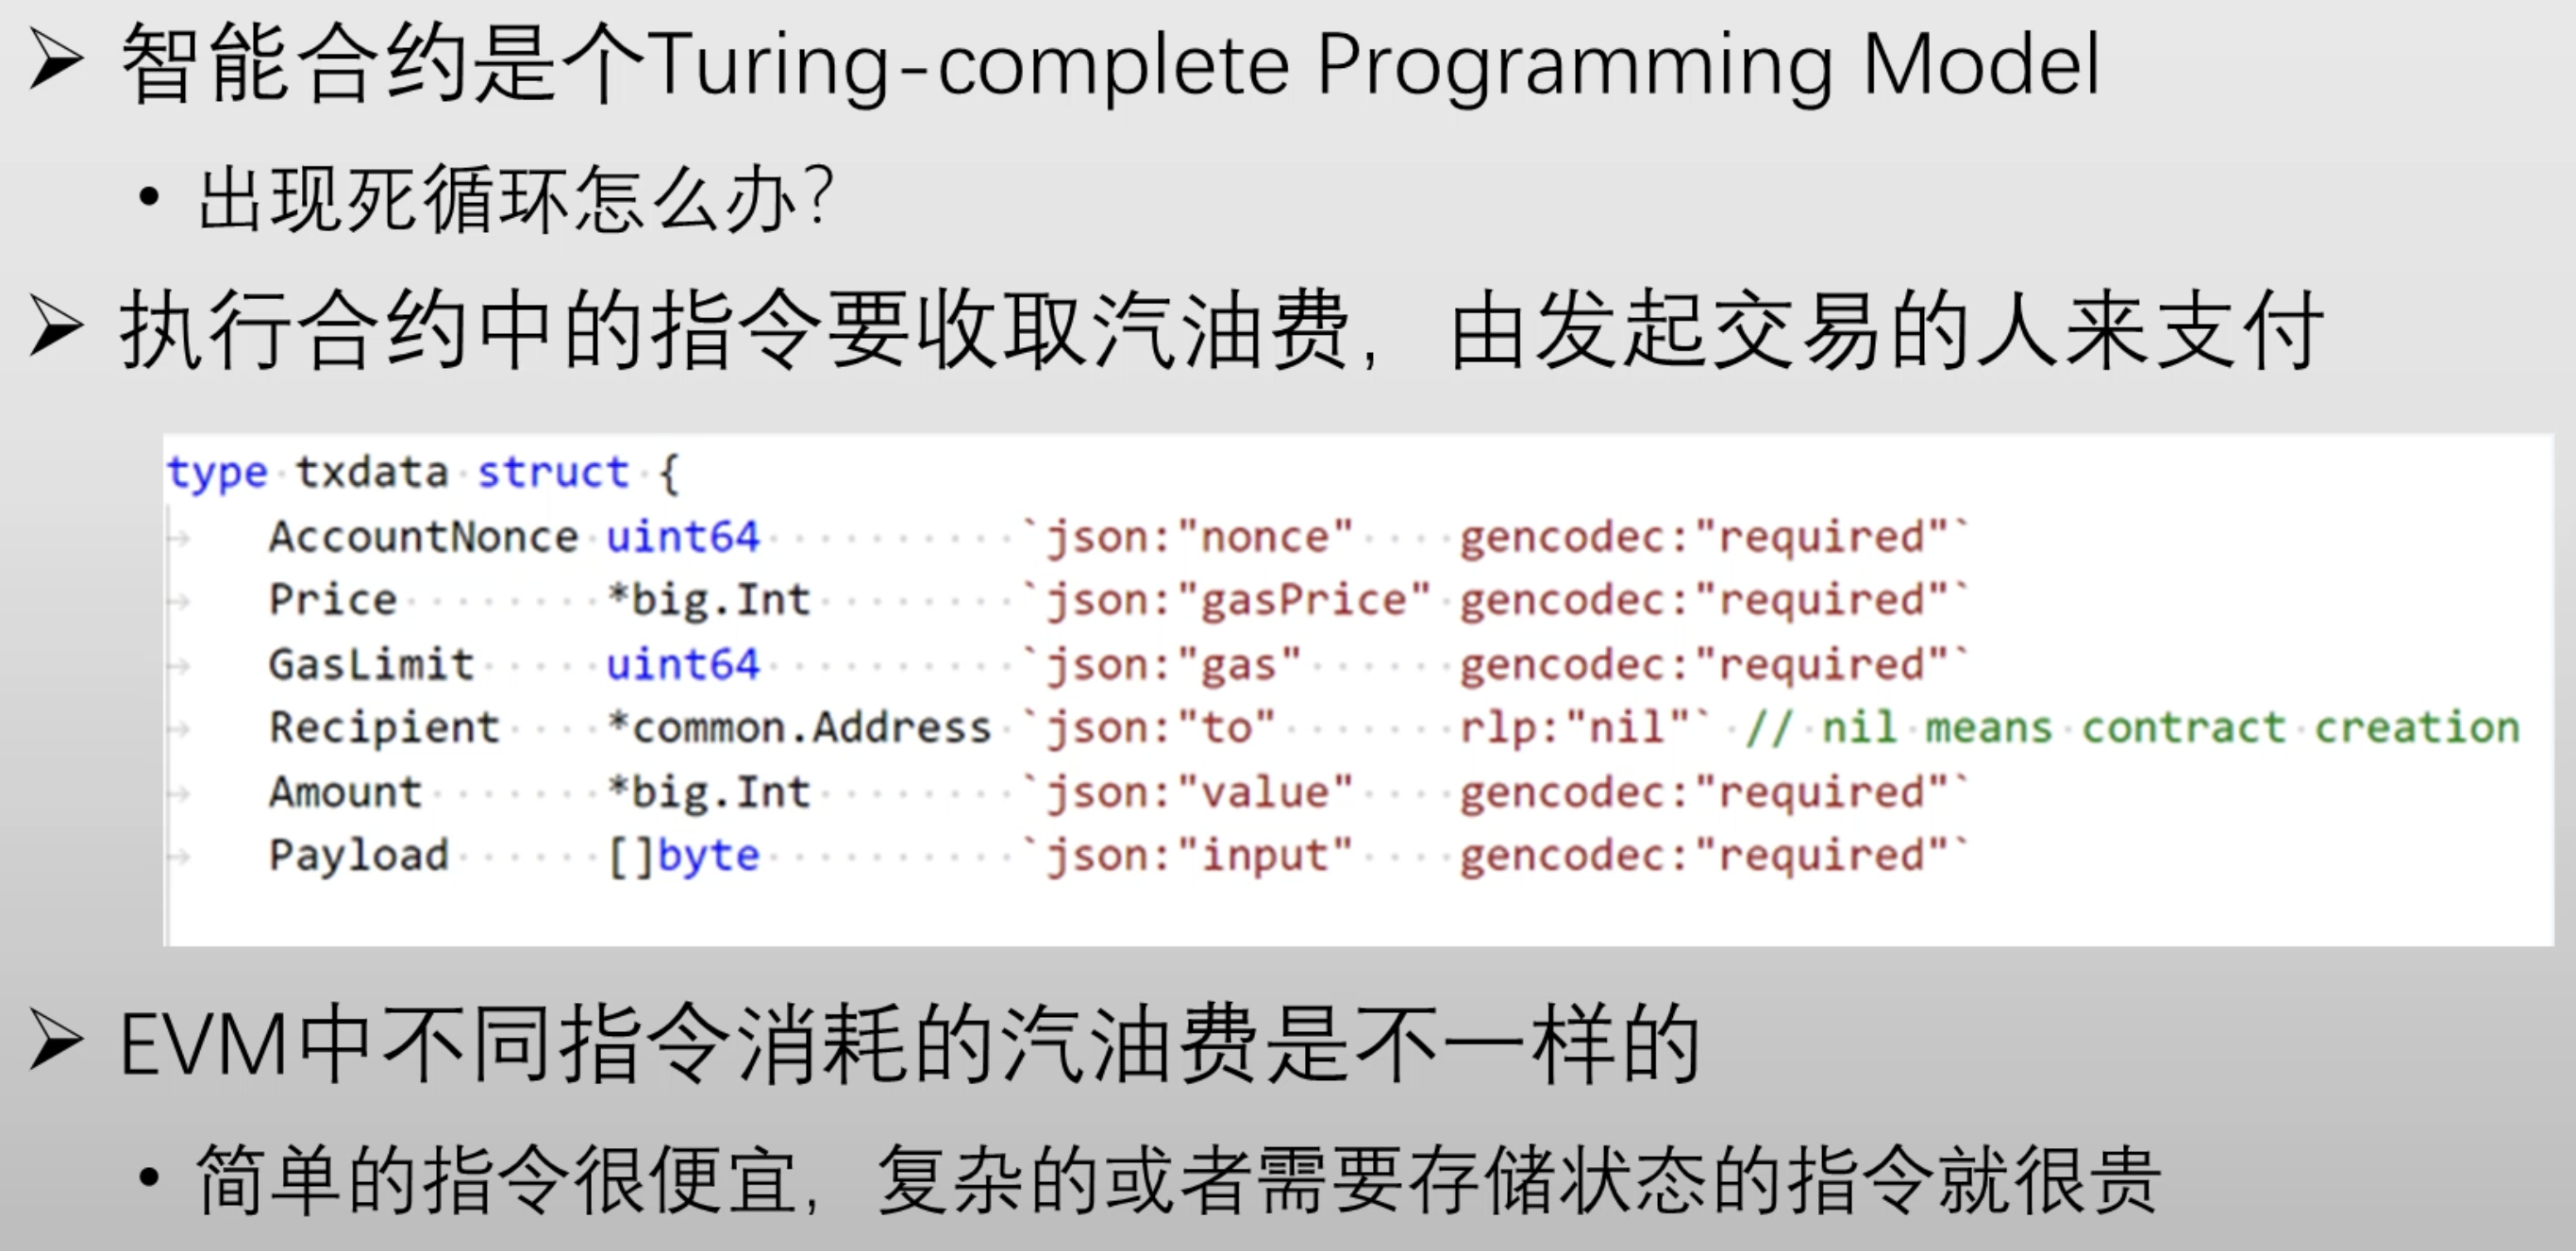 ➢ 智能合约是个Turing-complete Programming Model
• 出现死循环怎么办?
➢ 执行合约中的指令要收取汽油费，由发起交易的人来支付
type txdata struct {
AccountNonce uint64 `json:"nonce" gencodec:"required"`
Price *big.Int `json:"gasPrice" gencodec:"required"`
GasLimit uint64 `json:"gas" gencodec:"required"`
Recipient *common.Address `json:"to" rlp:"nil"` // nil means contract creation
Amount *big.Int `json:"value" gencodec:"required"`
Payload []byte `json:"input" gencodec:"required"`
➢ EVM中不同指令消耗的汽油费是不一样的
• 简单的指令很便宜，复杂的或者需要存储状态的指令就很贵